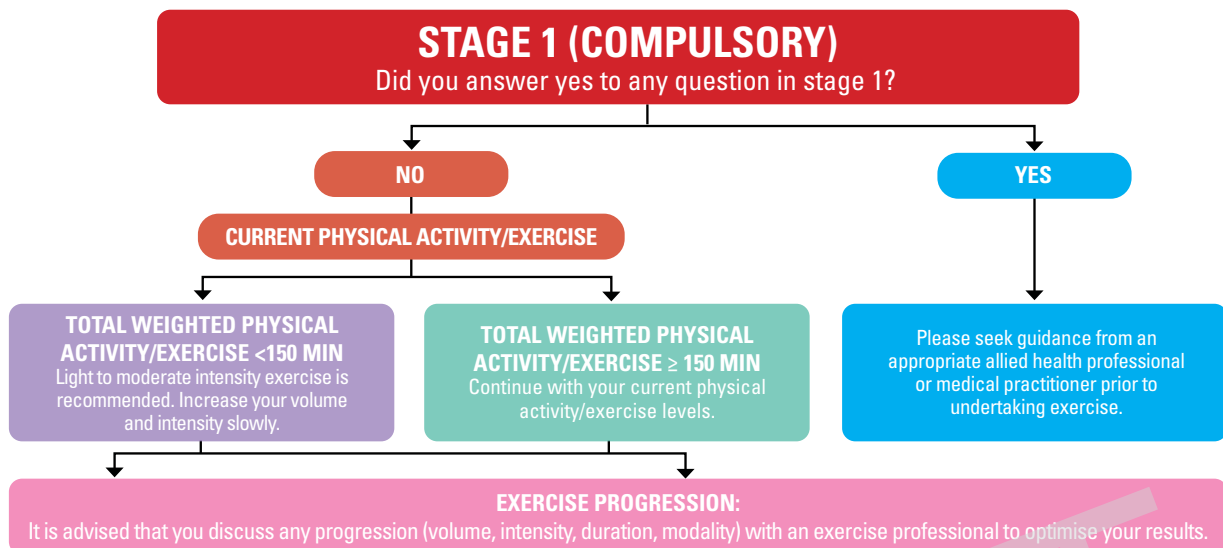 STAGE 1 (COMPULSORY)
Did you answer yes to any question in stage 1?
NO
YES
CURRENT PHYSICAL ACTIVITY/EXERCISE
TOTAL WEIGHTED PHYSICAL
ACTIVITY/EXERCISE <150 MIN
Light to moderate intensity exercise is
recommended. Increase your volume
and intensity slowly.
TOTAL WEIGHTED PHYSICAL
ACTIVITY/EXERCISE ≥ 150 MIN
Continue with your current physical
activity/exercise levels.
Please seek guidance from an
appropriate allied health professional
or medical practitioner prior to
undertaking exercise.
EXERCISE PROGRESSION:
It is advised that you discuss any progression (volume, intensity, duration, modality) with an exercise professional to optimise your results.